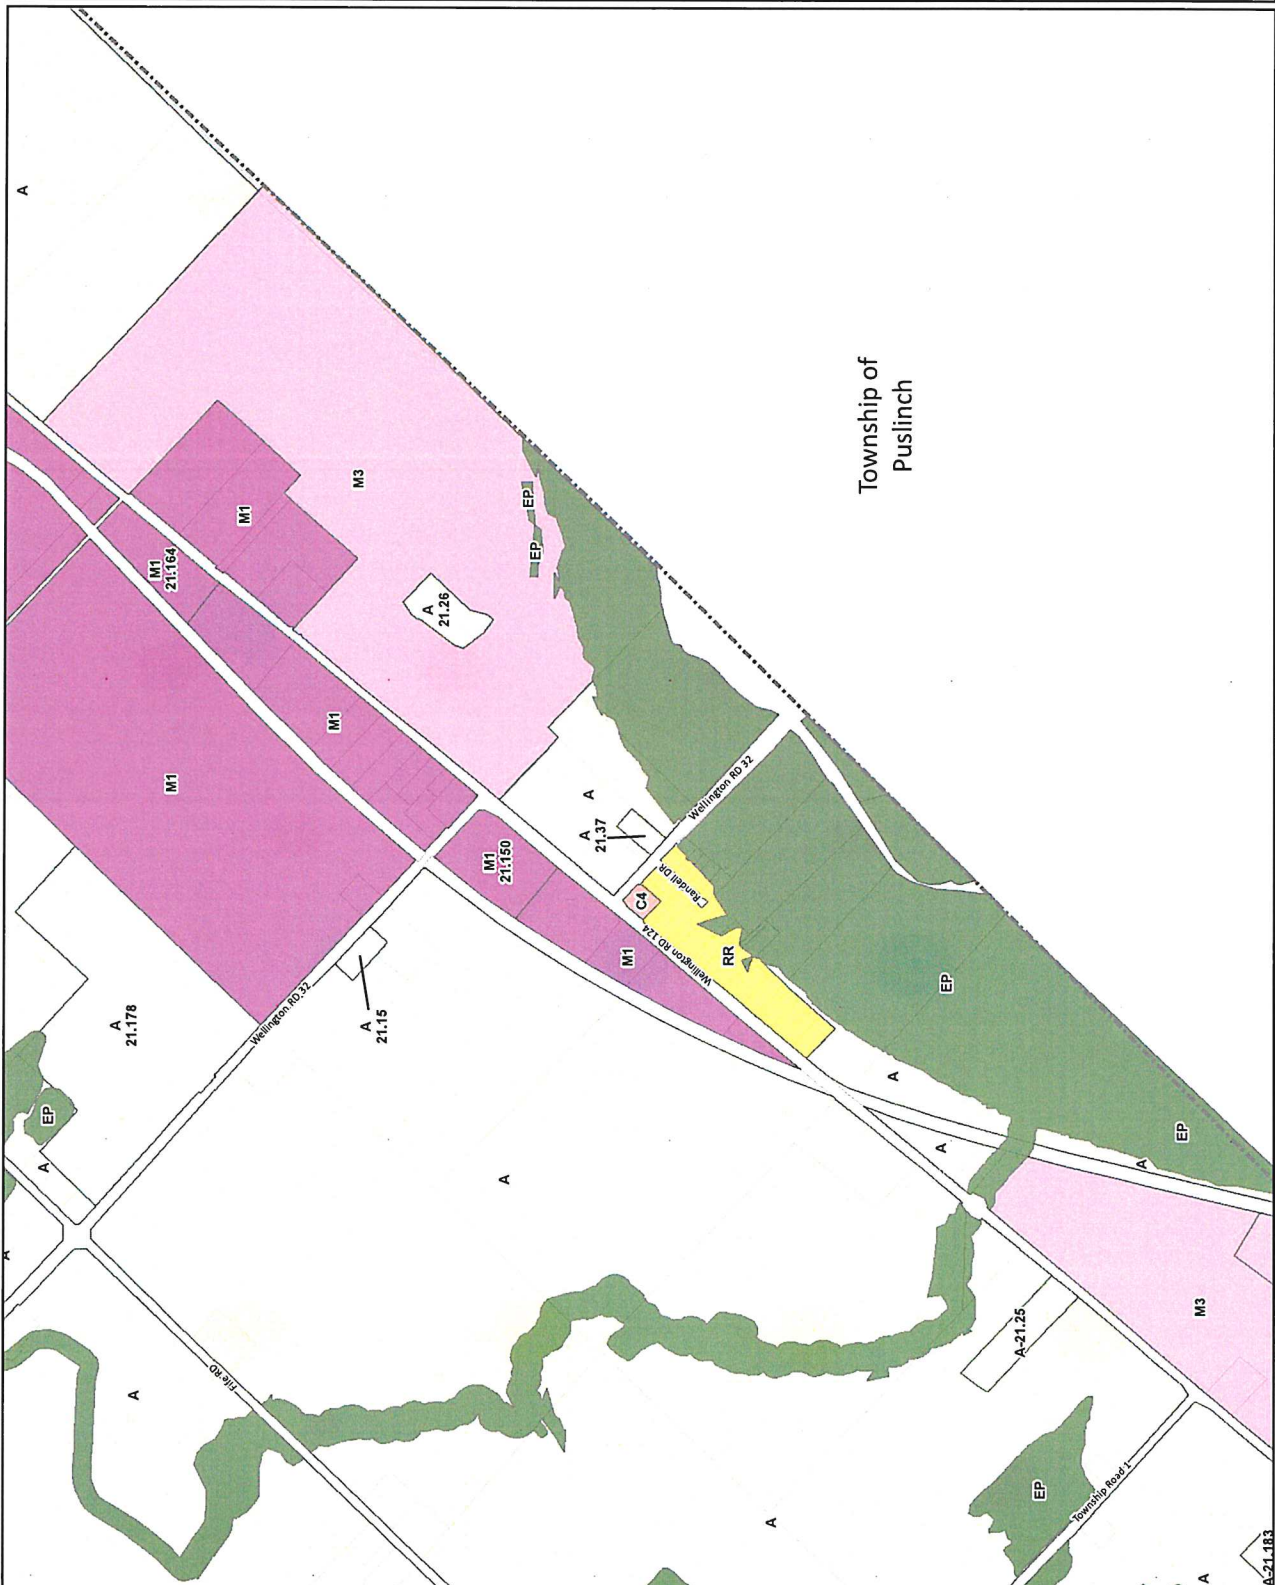 A
M3
M1
M1
21.164
A
21.26
EP
EP
M1
M1
Township of
Puslinch
A
A
21.37
Wellington RD 32
M1
21.150
C4
Randell DR
Wellington RD 124
M1
RR
EP
Wellington RD 32
A
21.15
A
21.178
EP
A
A
A
A
A
A
EP
M3
Fife RD
A
A-21.25
EP
Township Road 1
A
A
A-21.183